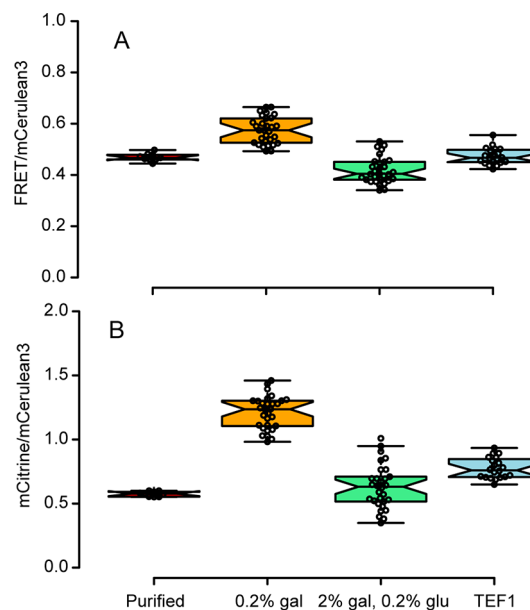 A
FRET/mCerulean3
1.0
0.8
0.6
0.4
0.2
0.0
B
mCitrine/mCerulean3
2.0
1.5
1.0
0.5
0.0
Purified 0.2% gal 2% gal, 0.2% glu TEF1